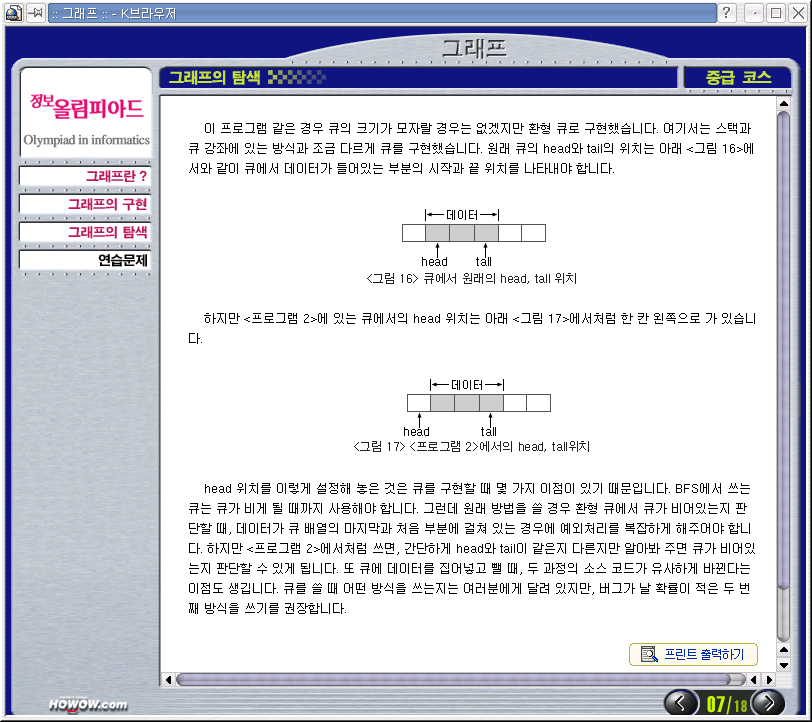 :: 그래프 :: - K브라우저
그래프
정보올림피아드
Olympiad in informatics
그래프란 ?
그래프의 구현
그래프의 탐색
연습문제
그래프의 탐색
중급 코스
이 프로그램 같은 경우 큐의 크기가 모자랄 경우는 없겠지만 환형 큐로 구현했습니다. 여기서는 스택과
큐 강좌에 있는 방식과 조금 다르게 큐를 구현했습니다. 원래 큐의 head와 tail의 위치는 아래 <그림 16>에
서와 같이 큐에서 데이터가 들어있는 부분의 시작과 끝 위치를 나타내야 합니다.
데이터
head tall
<그림 16> 큐에서 원래의 head, tall 위치
하지만 <프로그램 2>에 있는 큐에서의 head 위치는 아래 <그림 17>에서처럼 한 칸 왼쪽으로 가 있습니
다.
데이터
head tall
<그림 17> <프로그램 2>에서의 head, tall위치
head 위치를 이렇게 설정해 놓은 것은 큐를 구현할 때 몇 가지 이점이 있기 때문입니다. BFS에서 쓰는
큐는 큐가 비게 될 때까지 사용해야 합니다. 그런데 원래 방법을 쓸 경우 환형 큐에서 큐가 비어있는지 판
단할 때, 데이터가 큐 배열의 마지막과 처음 부분에 걸쳐 있는 경우에 예외처리를 복잡하게 해주어야 합니
다. 하지만 <프로그램 2>에서처럼 쓰면, 간단하게 head와 tail이 같은지 다른지만 알아봐 주면 큐가 비어있
는지 판단할 수 있게 됩니다. 또 큐에 데이터를 집어넣고 뺄 때, 두 과정의 소스 코드가 유사하게 바뀐다는
이점도 생깁니다. 큐를 쓸 때 어떤 방식을 쓰는지는 여러분에게 달려 있지만, 버그가 날 확률이 적은 두 번
째 방식을 쓰기를 권장합니다.
프린트 출력하기
HOWOW.com
07/18